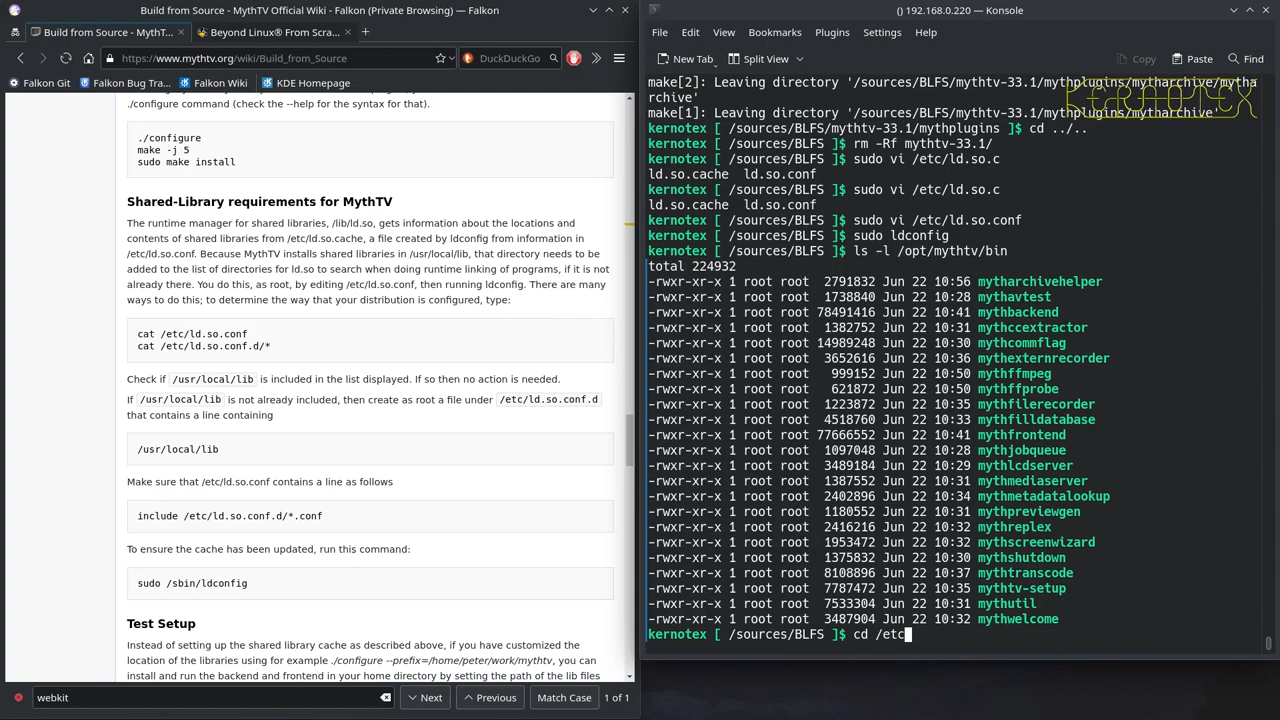 Build from Source - MythTV Official Wiki - Falkon (Private Browsing) — Falkon
Build from Source - MythT...
Beyond Linux® From Scra...
https://www.mythtv.org/wiki/Build_from_Source
DuckDuckGo
Falkon Git
Falkon Bug Tra...
Falkon Wiki
KDE Homepage
./configure command (check the --help for the syntax for that).
./configure
make -j 5
sudo make install
Shared-Library requirements for MythTV
The runtime manager for shared libraries, /lib/ld.so, gets information about the locations and
contents of shared libraries from /etc/ld.so.cache, a file created by ldconfig from information in
/etc/ld.so.conf. Because MythTV installs shared libraries in /usr/local/lib, that directory needs to be
added to the list of directories for ld.so to search when doing runtime linking of programs, if it is not
already there. You do this, as root, by editing /etc/ld.so.conf, then running ldconfig. There are many
ways to do this; to determine the way that your distribution is configured, type:
cat /etc/ld.so.conf
cat /etc/ld.so.conf.d/*
Check if /usr/local/lib is included in the list displayed. If so then no action is needed.
If /usr/local/lib is not already included, then create as root a file under /etc/ld.so.conf.d
that contains a line containing
/usr/local/lib
Make sure that /etc/ld.so.conf contains a line as follows
include /etc/ld.so.conf.d/*.conf
To ensure the cache has been updated, run this command:
sudo /sbin/ldconfig
Test Setup
Instead of setting up the shared library cache as described above, if you have customized the
location of the libraries using for example ./configure --prefix=/home/peter/work/mythtv, you can
install and run the backend and frontend in your home directory by setting the path of the lib files
webkit
Next
Previous
Match Case
1 of 1
() 192.168.0.220 — Konsole
File Edit View Bookmarks Plugins Settings Help
New Tab
Split View
Copy
Paste
Find
make[2]: Leaving directory '/sources/BLFS/mythtv-33.1/mythplugins/mytharchive/mytha
rchive'
make[1]: Leaving directory '/sources/BLFS/mythtv-33.1/mythplugins/mytharchive'
KERNOTEX
kernotex [ /sources/BLFS/mythtv-33.1/mythplugins ]$ cd ../..
kernotex [ /sources/BLFS ]$ rm -Rf mythtv-33.1/
kernotex [ /sources/BLFS ]$ sudo vi /etc/ld.so.c
ld.so.cache  ld.so.conf
kernotex [ /sources/BLFS ]$ sudo vi /etc/ld.so.c
ld.so.cache  ld.so.conf
kernotex [ /sources/BLFS ]$ sudo vi /etc/ld.so.conf
kernotex [ /sources/BLFS ]$ sudo ldconfig
kernotex [ /sources/BLFS ]$ ls -l /opt/mythtv/bin
total 224932
-rwxr-xr-x 1 root root  2791832 Jun 22 10:56 mytharchivehelper
-rwxr-xr-x 1 root root  1738840 Jun 22 10:28 mythavtest
-rwxr-xr-x 1 root root 78491416 Jun 22 10:41 mythbackend
-rwxr-xr-x 1 root root  1382752 Jun 22 10:31 mythccextractor
-rwxr-xr-x 1 root root 14989248 Jun 22 10:30 mythcommflag
-rwxr-xr-x 1 root root  3652616 Jun 22 10:36 mythexternrecorder
-rwxr-xr-x 1 root root   999152 Jun 22 10:50 mythffmpeg
-rwxr-xr-x 1 root root   621872 Jun 22 10:50 mythffprobe
-rwxr-xr-x 1 root root  1223872 Jun 22 10:35 mythfilerecorder
-rwxr-xr-x 1 root root  4518760 Jun 22 10:33 mythfilldatabase
-rwxr-xr-x 1 root root 77666552 Jun 22 10:41 mythfrontend
-rwxr-xr-x 1 root root  1097048 Jun 22 10:28 mythjobqueue
-rwxr-xr-x 1 root root  3489184 Jun 22 10:29 mythlcdserver
-rwxr-xr-x 1 root root  1387552 Jun 22 10:31 mythmediaserver
-rwxr-xr-x 1 root root  2402896 Jun 22 10:34 mythmetadatalookup
-rwxr-xr-x 1 root root  1180552 Jun 22 10:31 mythpreviewgen
-rwxr-xr-x 1 root root  2416216 Jun 22 10:32 mythreplex
-rwxr-xr-x 1 root root  1953472 Jun 22 10:32 mythscreenwizard
-rwxr-xr-x 1 root root  1375832 Jun 22 10:30 mythshutdown
-rwxr-xr-x 1 root root  8108896 Jun 22 10:37 mythtranscode
-rwxr-xr-x 1 root root  7787472 Jun 22 10:35 mythtv-setup
-rwxr-xr-x 1 root root  7533304 Jun 22 10:31 mythutil
-rwxr-xr-x 1 root root  3487904 Jun 22 10:32 mythwelcome
kernotex [ /sources/BLFS ]$ cd /etc